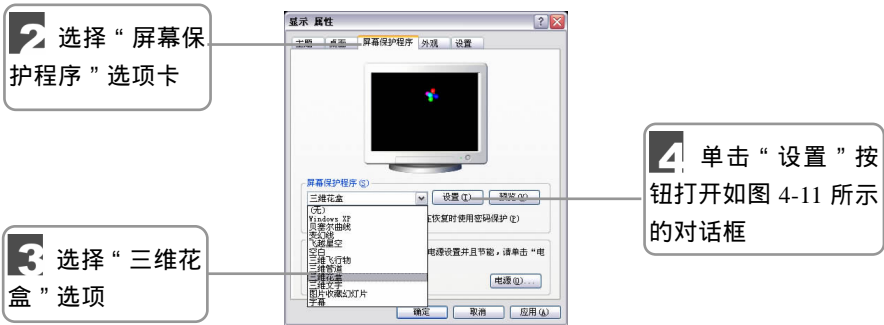 2 选择“屏幕保
护程序”选项卡
显示 属性
主题 桌面 屏幕保护程序 外观 设置
4 单击“设置”按
钮打开如图 4-11 所示
的对话框
屏幕保护程序(S)
三维花盒 设置(T) 预览(V)
(无)
Windows XP
在恢复时使用密码保护(P)
贝塞尔曲线
变幻线
飞越星空
空白
电源设置并且节能，请单击“电
三维飞行物
三维管道
三维花盒
三维文字
图片收藏幻灯片
字幕
电源(O)...
3 选择“三维花
盒”选项
确定 取消 应用(A)